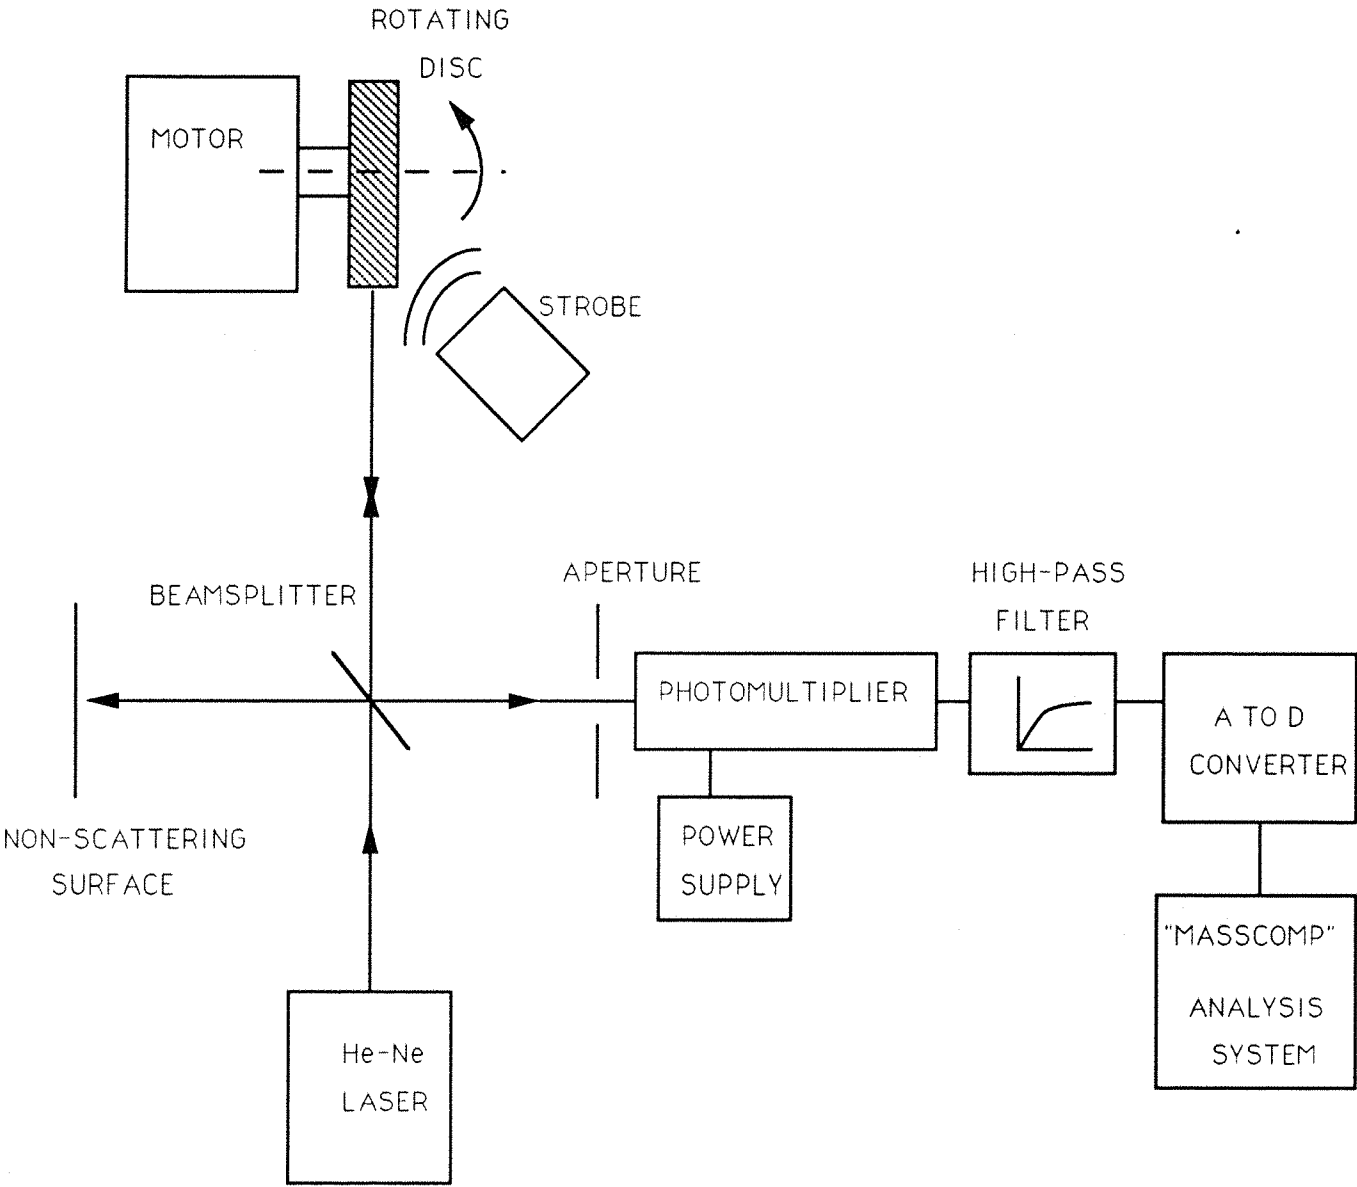 ROTATING
DISC
MOTOR
STROBE
BEAMSPLITTER
APERTURE
HIGH-PASS
FILTER
PHOTOMULTIPLIER
A TO D
CONVERTER
NON-SCATTERING
SURFACE
POWER
SUPPLY
"MASSCOMP"
ANALYSIS
SYSTEM
He-Ne
LASER